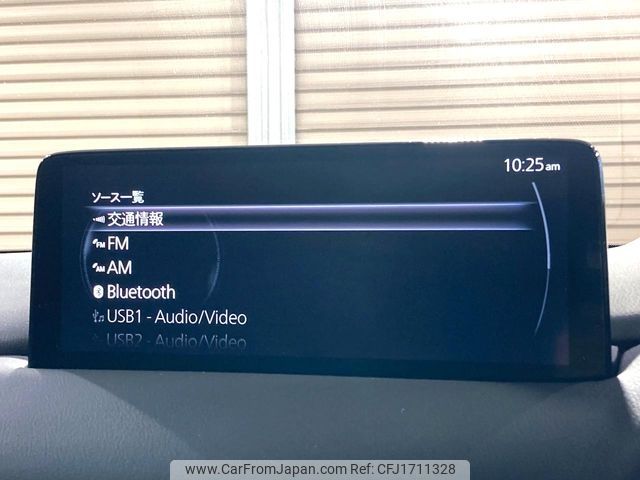 10:25am
ソース一覧
交通情報
FM
AM
Bluetooth
USB1 - Audio/Video
USB2 - Audio/Video
www.CarFromJapan.com REF:CFJ1711328